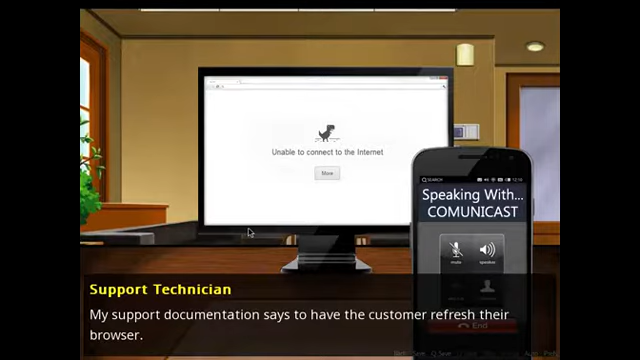 Unable to connect to the Internet
More
SEARCH
Speaking With...
COMUNICAST
mute
speaker
End
Support Technician
My support documentation says to have the customer refresh their
browser.